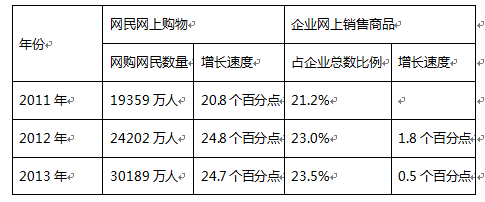 年份 网民网上购物 企业网上销售商品
网购网民数量 增长速度 占企业总数比例 增长速度
2011 年 19359 万人 20.8 个百分点 21.2%
2012 年 24202 万人 24.8 个百分点 23.0% 1.8 个百分点
2013 年 30189 万人 24.7 个百分点 23.5% 0.5 个百分点